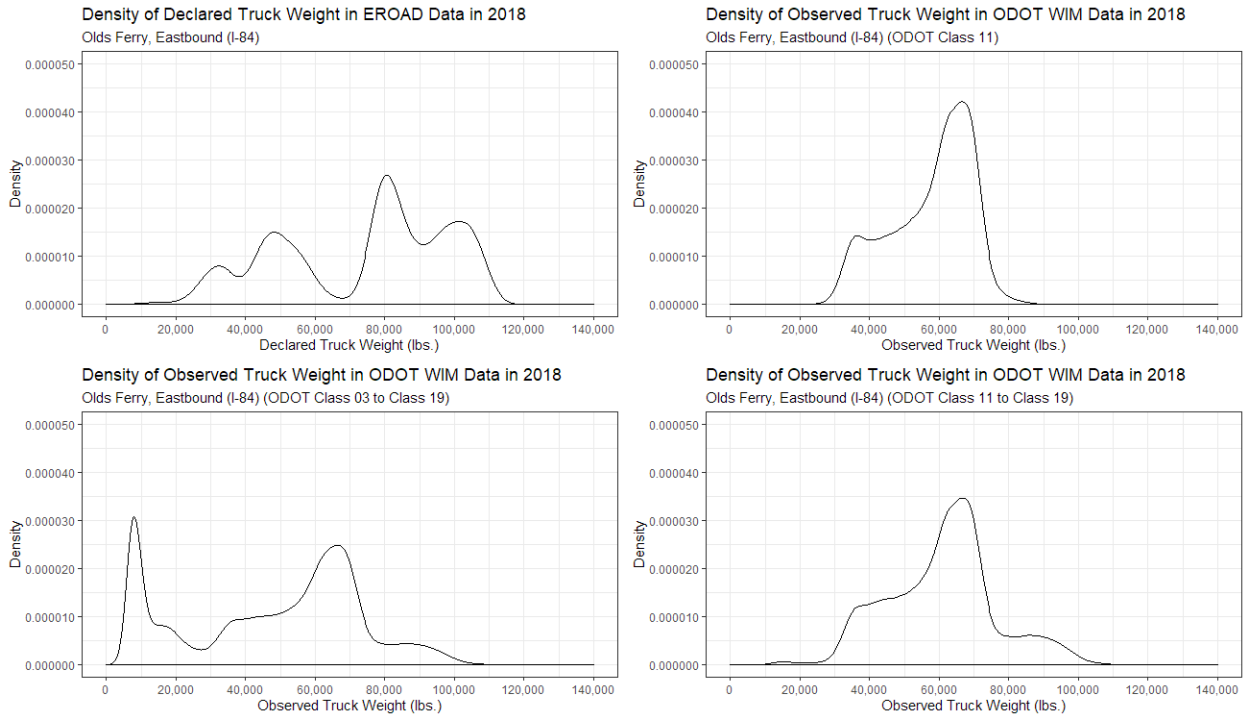 Density of Declared Truck Weight in EROAD Data in 2018
Olds Ferry, Eastbound (I-84)
0.000050
0.000040
0.000030
0.000020
0.000010
0.000000
Density
0 20,000 40,000 60,000 80,000 100,000 120,000 140,000
Declared Truck Weight (lbs.)
Density of Observed Truck Weight in ODOT WIM Data in 2018
Olds Ferry, Eastbound (I-84) (ODOT Class 11)
0.000050
0.000040
0.000030
0.000020
0.000010
0.000000
Density
0 20,000 40,000 60,000 80,000 100,000 120,000 140,000
Observed Truck Weight (lbs.)
Density of Observed Truck Weight in ODOT WIM Data in 2018
Olds Ferry, Eastbound (I-84) (ODOT Class 03 to Class 19)
0.000050
0.000040
0.000030
0.000020
0.000010
0.000000
Density
0 20,000 40,000 60,000 80,000 100,000 120,000 140,000
Observed Truck Weight (lbs.)
Density of Observed Truck Weight in ODOT WIM Data in 2018
Olds Ferry, Eastbound (I-84) (ODOT Class 11 to Class 19)
0.000050
0.000040
0.000030
0.000020
0.000010
0.000000
Density
0 20,000 40,000 60,000 80,000 100,000 120,000 140,000
Observed Truck Weight (lbs.)